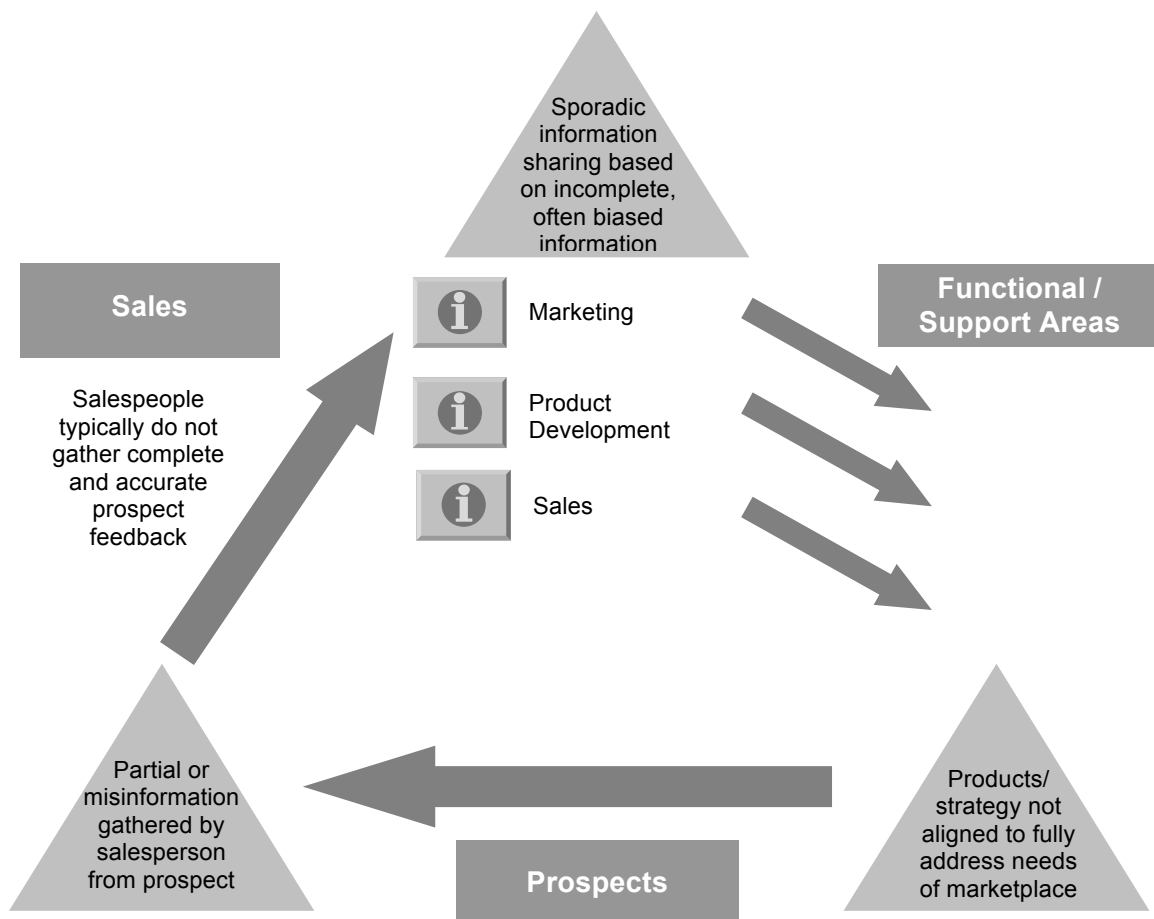 Sporadic
information
sharing based
on incomplete,
often biased
information
Sales
Functional /
Support Areas
Marketing
Product
Development
Sales
Salespeople
typically do not
gather complete
and accurate
prospect
feedback
Partial or
misinformation
gathered by
salesperson
from prospect
Products/
strategy not
aligned to fully
address needs
of marketplace
Prospects